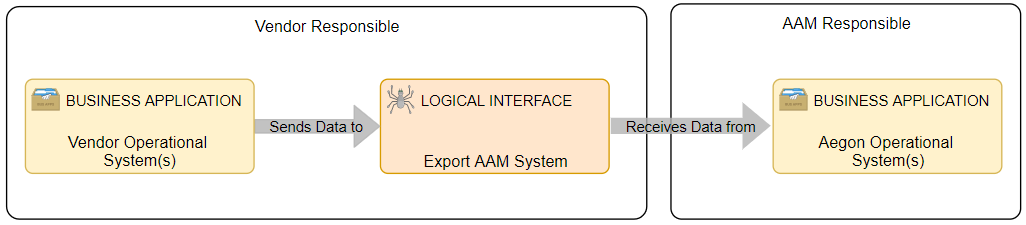 Vendor Responsible
AAM Responsible
BUSINESS APPLICATION
Vendor Operational
System(s)
Sends Data to
LOGICAL INTERFACE
Export AAM System
Receives Data from
BUSINESS APPLICATION
Aegon Operational
System(s)